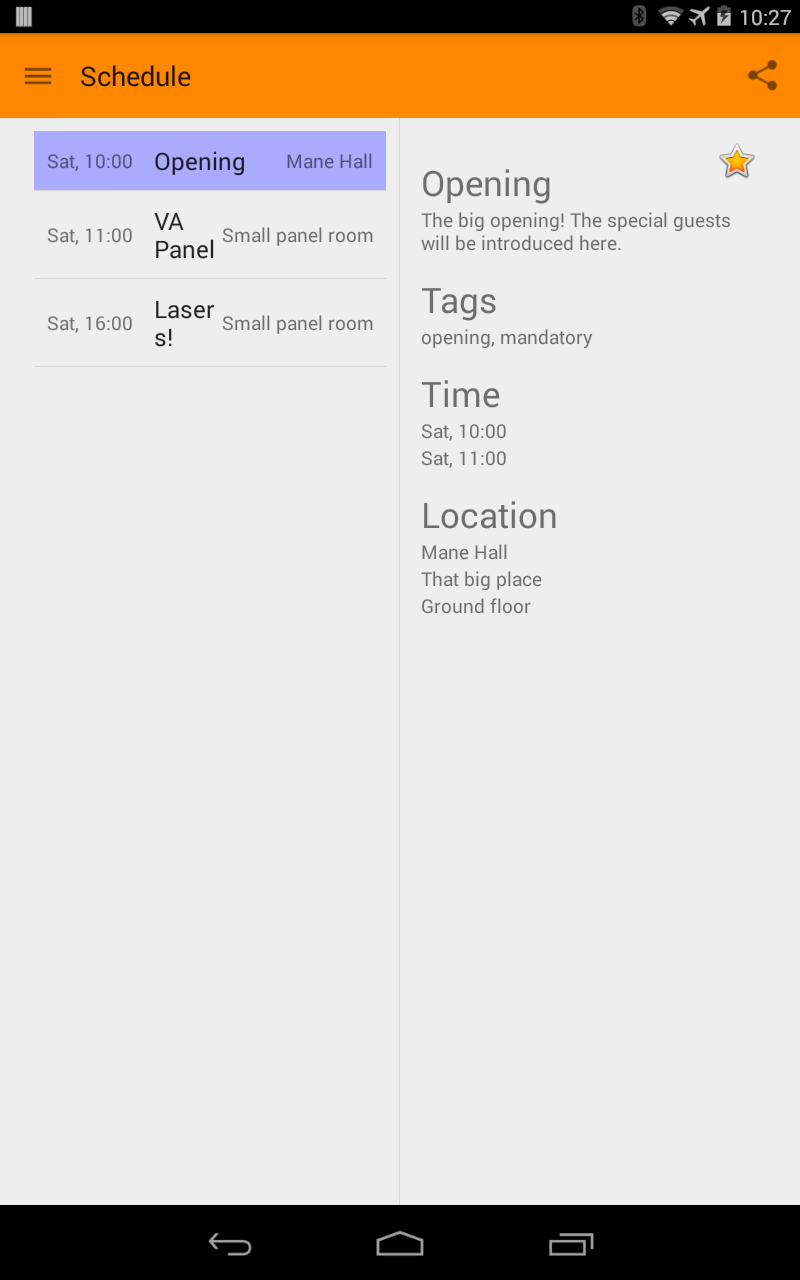 10:27
Schedule
Sat, 10:00 Opening Mane Hall
Sat, 11:00 VA Panel Small panel room
Sat, 16:00 Laser s! Small panel room
Opening
The big opening! The special guests
will be introduced here.
Tags
opening, mandatory
Time
Sat, 10:00
Sat, 11:00
Location
Mane Hall
That big place
Ground floor